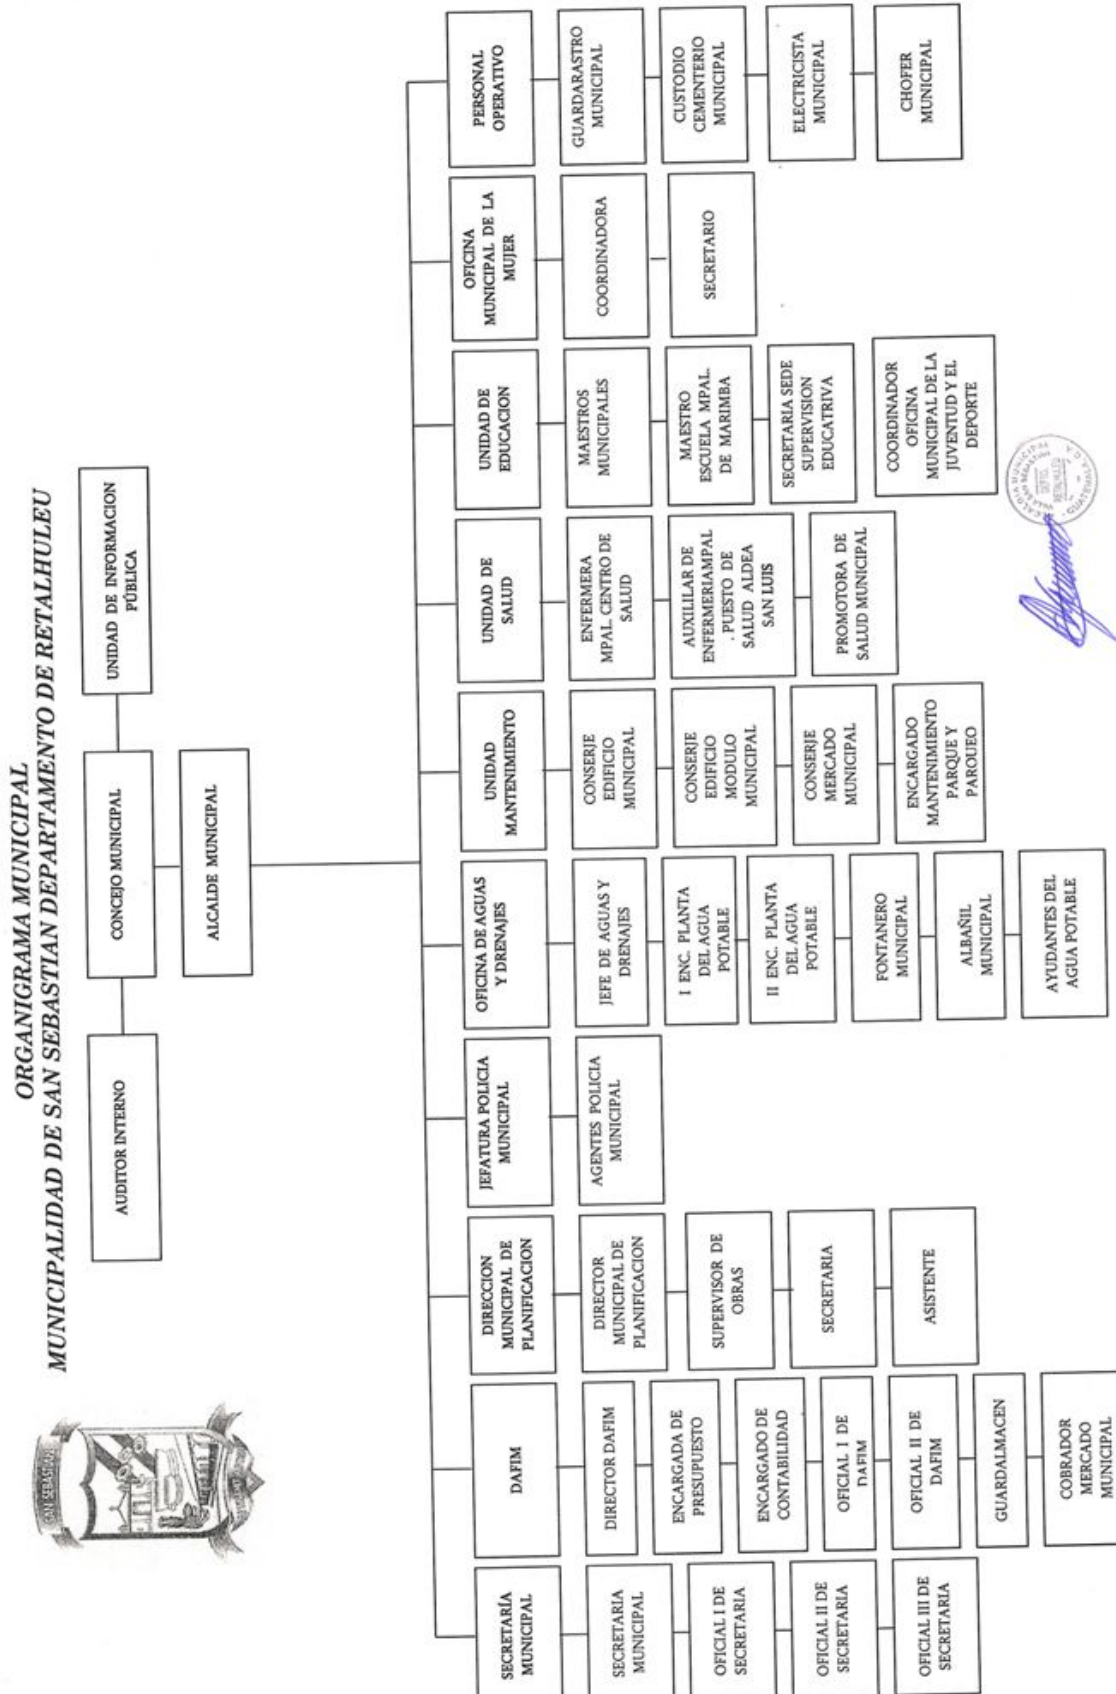 ORGANIGRAMA MUNICIPAL
MUNICIPALIDAD DE SAN SEBASTIAN DEPARTAMENTO DE RETALHULEU
SAN SEBASTIAN
AUDITOR INTERNO
CONCEJO MUNICIPAL
UNIDAD DE INFORMACION
PÚBLICA
ALCALDE MUNICIPAL
SECRETARÍA
MUNICIPAL
SECRETARIA
MUNICIPAL
OFICIAL I DE
SECRETARIA
OFICIAL II DE
SECRETARIA
OFICIAL III DE
SECRETARIA
DAFIM
DIRECTOR DAFIM
ENCARGADA DE
PRESUPUESTO
ENCARGADO DE
CONTABILIDAD
OFICIAL I DE
DAFIM
OFICIAL II DE
DAFIM
GUARDALMACEN
COBRADOR
MERCADO
MUNICIPAL
DIRECCION
MUNICIPAL DE
PLANIFICACION
DIRECTOR
MUNICIPAL DE
PLANIFICACION
SUPERVISOR DE
OBRAS
SECRETARIA
ASISTENTE
JEFATURA POLICIA
MUNICIPAL
AGENTES POLICIA
MUNICIPAL
OFICINA DE AGUAS
Y DRENAJES
JEFE DE AGUAS Y
DRENAJES
I ENC. PLANTA
DEL AGUA
POTABLE
II ENC. PLANTA
DEL AGUA
POTABLE
FONTANERO
MUNICIPAL
ALBAÑIL
MUNICIPAL
AYUDANTES DEL
AGUA POTABLE
UNIDAD
MANTENIMIENTO
CONSERJE
EDIFICIO
MUNICIPAL
CONSERJE
EDIFICIO
MODULO
MUNICIPAL
CONSERJE
MERCADO
MUNICIPAL
ENCARGADO
MANTENIMIENTO
PARQUE Y
PAROUEO
UNIDAD DE
SALUD
ENFERMERA
MPAL. CENTRO DE
SALUD
AUXILILAR DE
ENFERMERIAMPAL
. PUESTO DE
SALUD ALDEA
SAN LUIS
PROMOTORA DE
SALUD MUNICIPAL
UNIDAD DE
EDUCACION
MAESTROS
MUNICIPALES
MAESTRO
ESCUELA MPAL.
DE MARIMBA
SECRETARIA SEDE
SUPERVISION
EDUCATRIVA
COORDINADOR
OFICINA
MUNICIPAL DE LA
JUVENTUD Y EL
DEPORTE
OFICINA
MUNICIPAL DE LA
MUJER
COORDINADORA
SECRETARIO
PERSONAL
OPERATIVO
GUARDARASTRO
MUNICIPAL
CUSTODIO
CEMENTERIO
MUNICIPAL
ELECTRICISTA
MUNICIPAL
CHOFER
MUNICIPAL